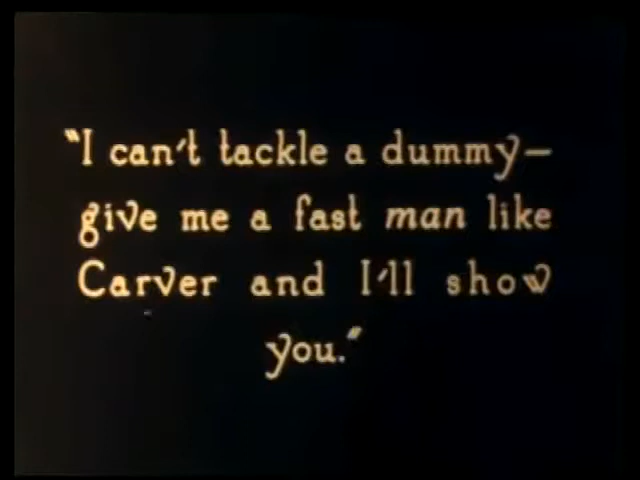 "I can't tackle a dummy—
give me a fast man like
Carver and I'll show
you."